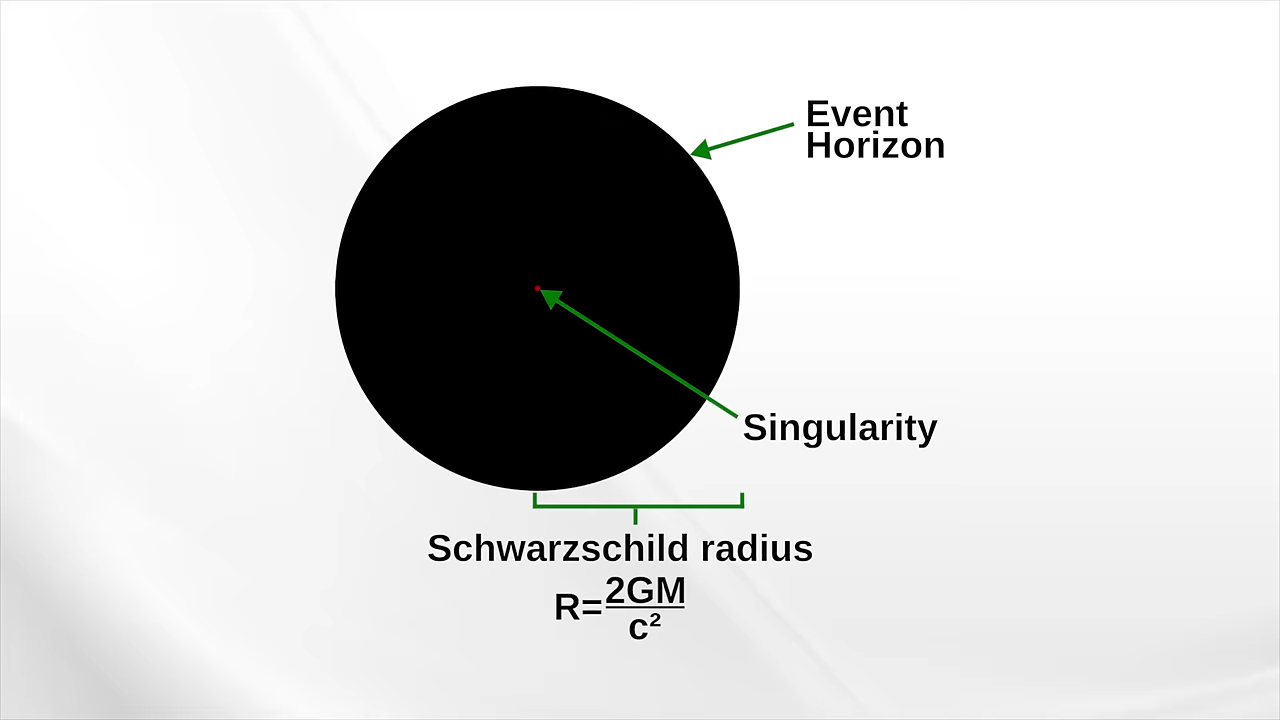 Event
Horizon
Singularity
Schwarzschild radius
R=2GM/c²